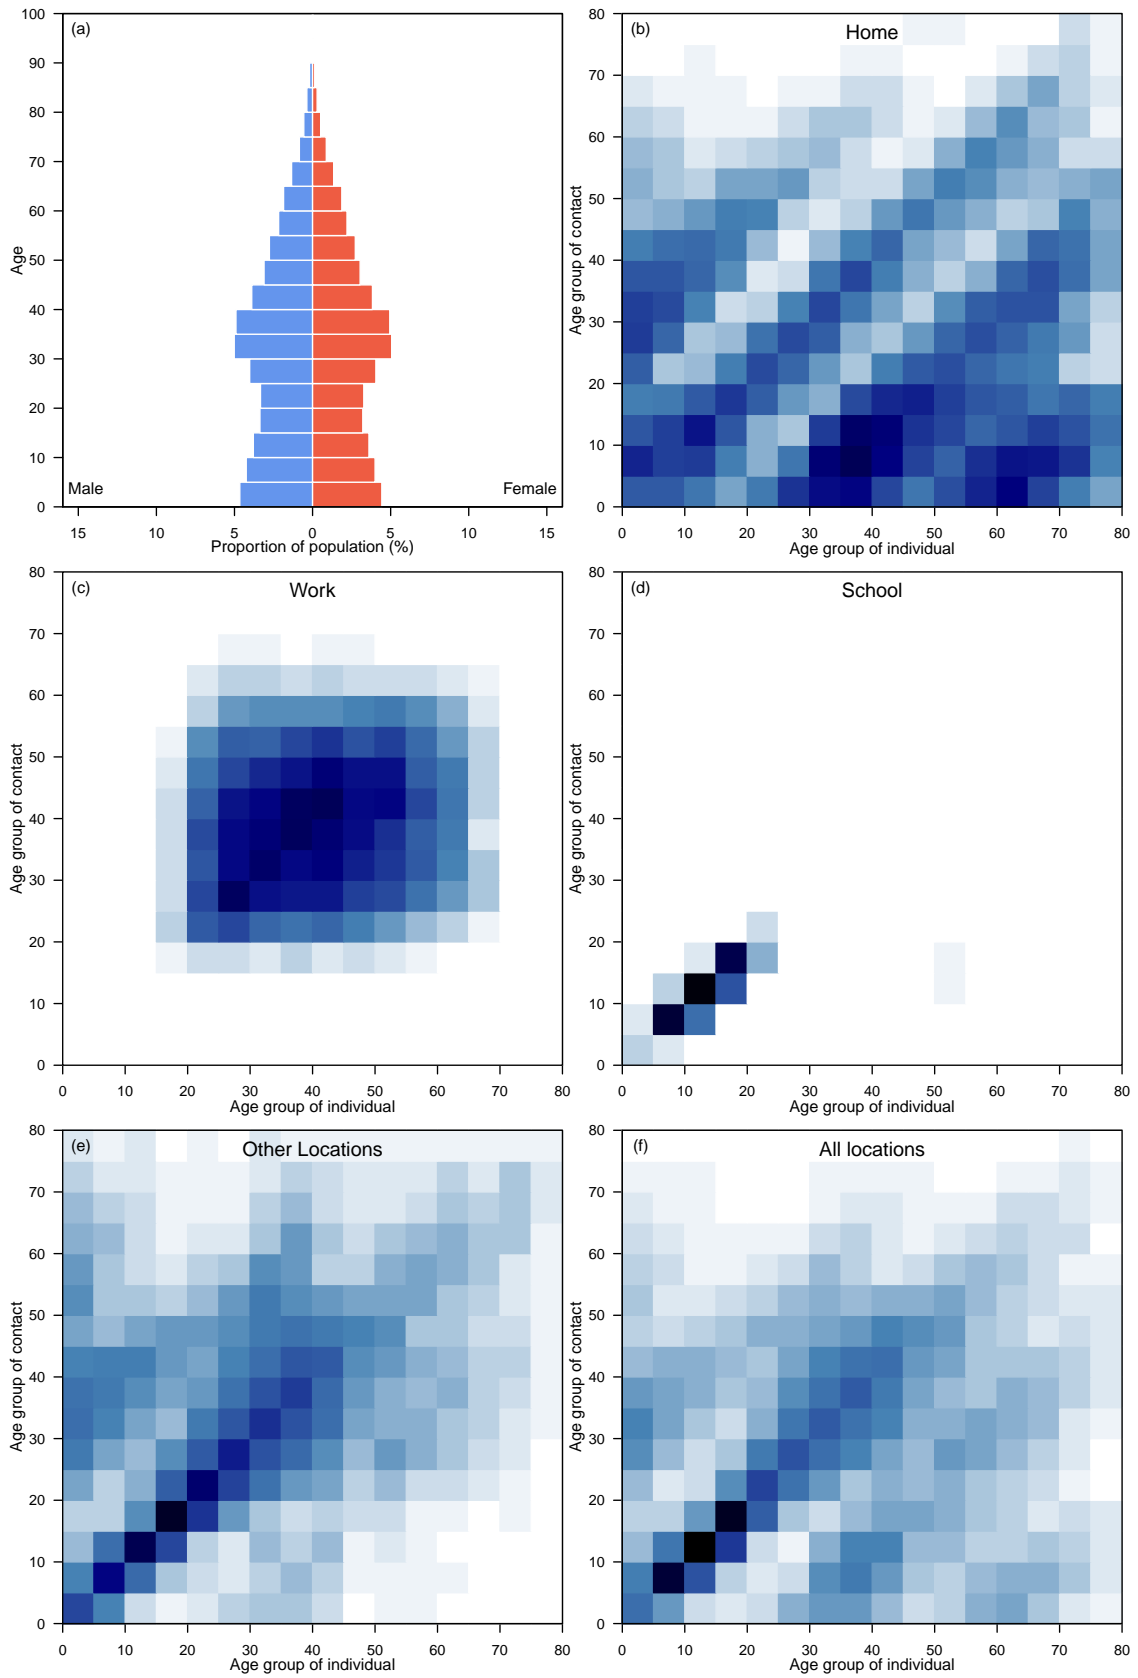 (a)
100
90
80
70
60
50
40
30
20
10
0
Age
Male
Female
15 10 5 0 5 10 15
Proportion of population (%)
(b)
Home
80
70
60
50
40
30
20
10
0
Age group of contact
0 10 20 30 40 50 60 70 80
Age group of individual
(c)
Work
80
70
60
50
40
30
20
10
0
Age group of contact
0 10 20 30 40 50 60 70 80
Age group of individual
(d)
School
80
70
60
50
40
30
20
10
0
Age group of contact
0 10 20 30 40 50 60 70 80
Age group of individual
(e)
Other Locations
80
70
60
50
40
30
20
10
0
Age group of contact
0 10 20 30 40 50 60 70 80
Age group of individual
(f)
All locations
80
70
60
50
40
30
20
10
0
Age group of contact
0 10 20 30 40 50 60 70 80
Age group of individual